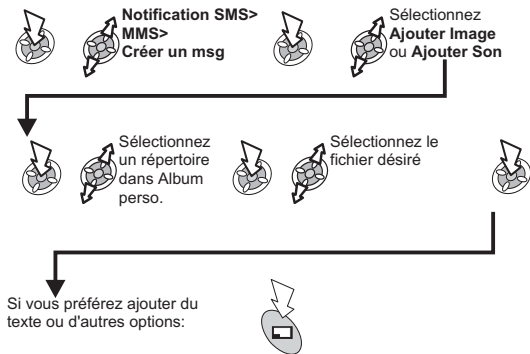 Notification SMS>
MMS>
Créer un msg
Sélectionnez
Ajouter Image
ou Ajouter Son
Sélectionnez
un répertoire
dans Album
perso.
Sélectionnez le
fichier désiré
Si vous préférez ajouter du
texte ou d'autres options: